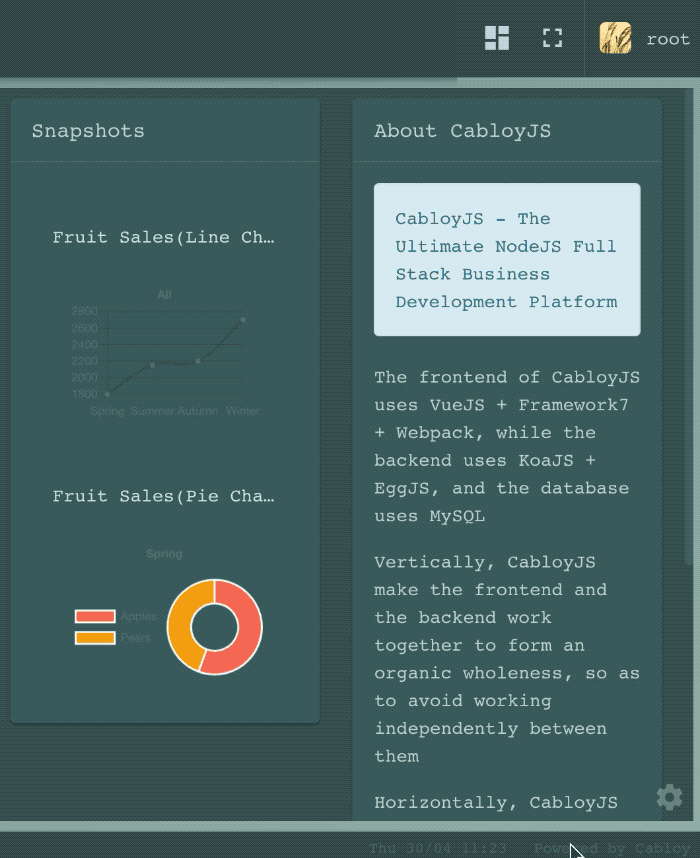 root
Snapshots
Fruit Sales(Line Ch…
All
2800
2600
2400
2200
2000
1800
Spring Summer Autumn Winter
Fruit Sales(Pie Cha…
Spring
Apples
Pears
About CabloyJS
CabloyJS - The
Ultimate NodeJS Full
Stack Business
Development Platform
The frontend of CabloyJS
uses VueJS + Framework7
+ Webpack, while the
backend uses KoaJS +
EggJS, and the database
uses MySQL
Vertically, CabloyJS
make the frontend and
the backend work
together to form an
organic wholeness, so as
to avoid working
independently between
them
Horizontally, CabloyJS
Thu 30/04 11:23 Powered by Cabloy